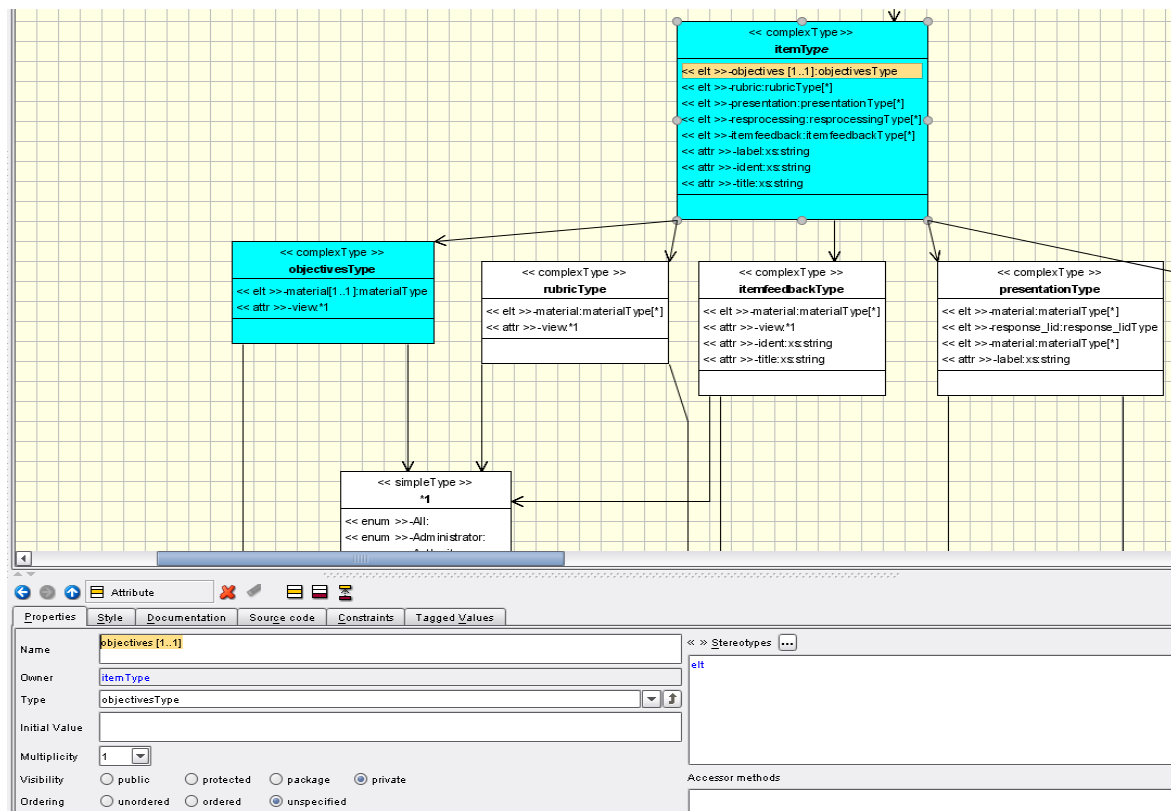 << complexType >>
itemType
<< elt >>-objectives [1..1]:objectivesType
<< elt >>-rubric:rubricType[*]
<< elt >>-presentation:presentationType[*]
<< elt >>-resprocessing:resprocessingType[*]
<< elt >>-itemfeedback:itemfeedbackType[*]
<< attr >>-label:xs:string
<< attr >>-ident:xs:string
<< attr >>-title:xs:string
<< complexType >>
objectivesType
<< elt >>-material[1..1]:materialType
<< attr >>-view:*1
<< complexType >>
rubricType
<< elt >>-material:materialType[*]
<< attr >>-view:*1
<< complexType >>
itemfeedbackType
<< elt >>-material:materialType[*]
<< attr >>-view:*1
<< attr >>-ident:xs:string
<< attr >>-title:xs:string
<< complexType >>
presentationType
<< elt >>-material:materialType[*]
<< elt >>-response_lid:response_lidType
<< elt >>-material:materialType[*]
<< attr >>-label:xs:string
<< simpleType >>
*1
<< enum >>-All:
<< enum >>-Administrator:
Attribute
Properties Style Documentation Source code Constraints Tagged Values
Name objectives [1..1]
Owner itemType
Type objectivesType
Initial Value
Multiplicity 1
Visibility public protected package private
Ordering unordered ordered unspecified
« » Stereotypes ...
elt
Accessor methods